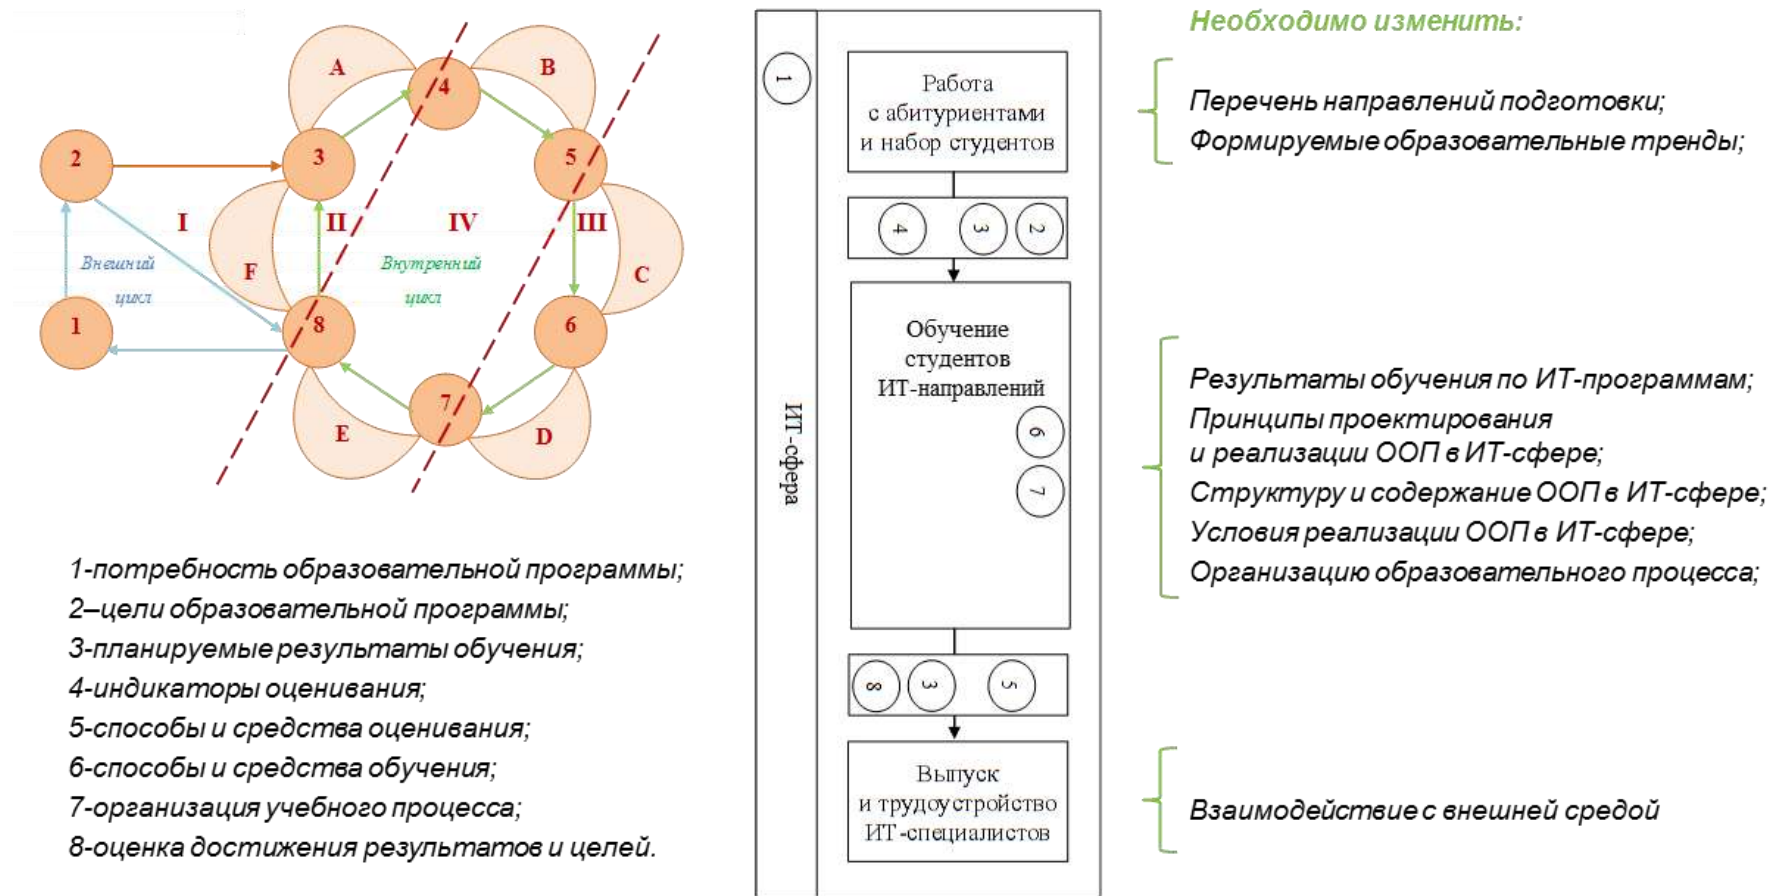 A
B
4
2
3
5
I
II
IV
III
Внешний
цикл
F
Внутренний
цикл
C
1
8
6
7
E
D
1-потребность образовательной программы;
2–цели образовательной программы;
3-планируемые результаты обучения;
4-индикаторы оценивания;
5-способы и средства оценивания;
6-способы и средства обучения;
7-организация учебного процесса;
8-оценка достижения результатов и целей.
1
ИТ-сфера
Работа
с абитуриентами
и набор студентов
4 3 2
Обучение
студентов
ИТ-направлений
6
7
8 3 5
Выпуск
и трудоустройство
ИТ-специалистов
Необходимо изменить:
Перечень направлений подготовки;
Формируемые образовательные тренды;
Результаты обучения по ИТ-программам;
Принципы проектирования
и реализации ООП в ИТ-сфере;
Структуру и содержание ООП в ИТ-сфере;
Условия реализации ООП в ИТ-сфере;
Организацию образовательного процесса;
Взаимодействие с внешней средой